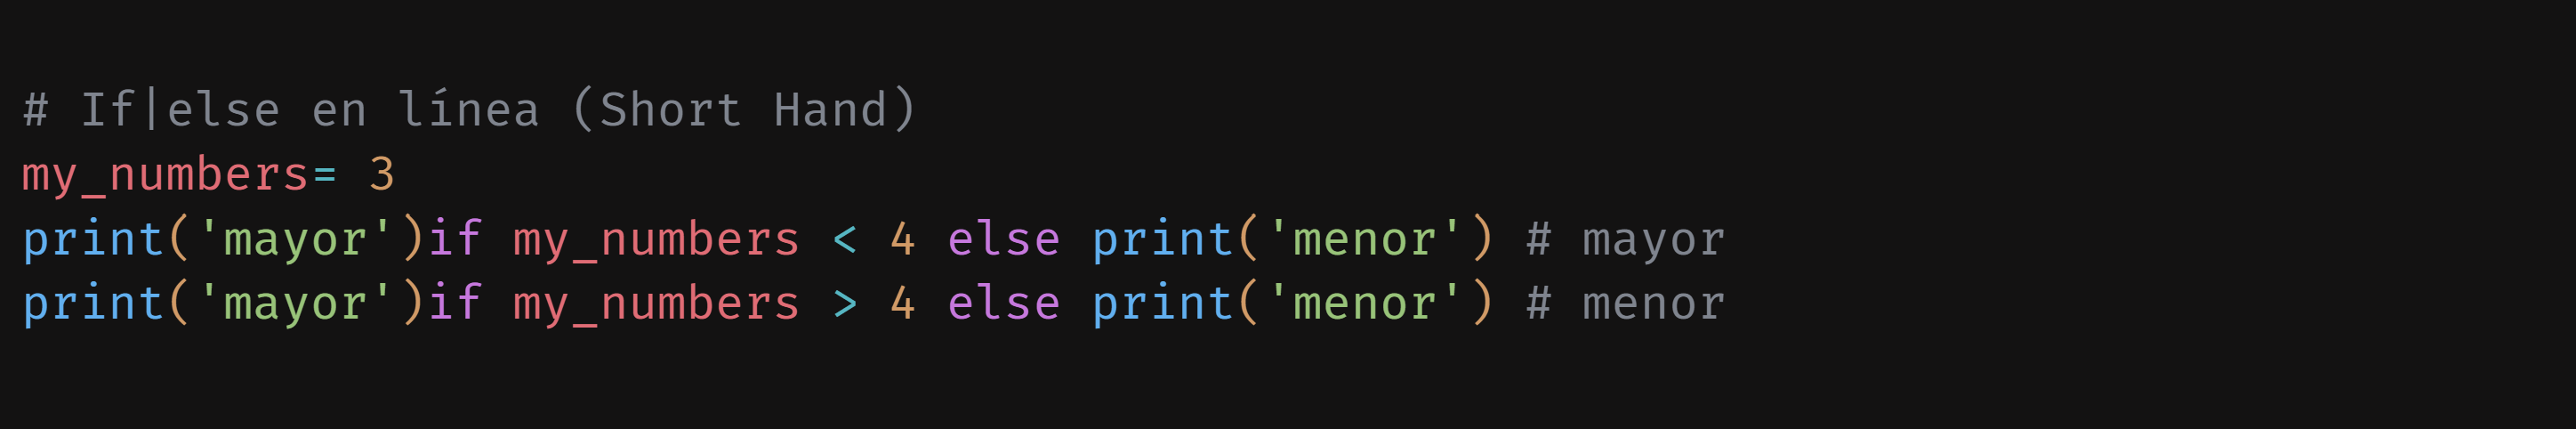 # If|else en línea (Short Hand)
my_numbers= 3
print('mayor')if my_numbers < 4 else print('menor') # mayor
print('mayor')if my_numbers > 4 else print('menor') # menor